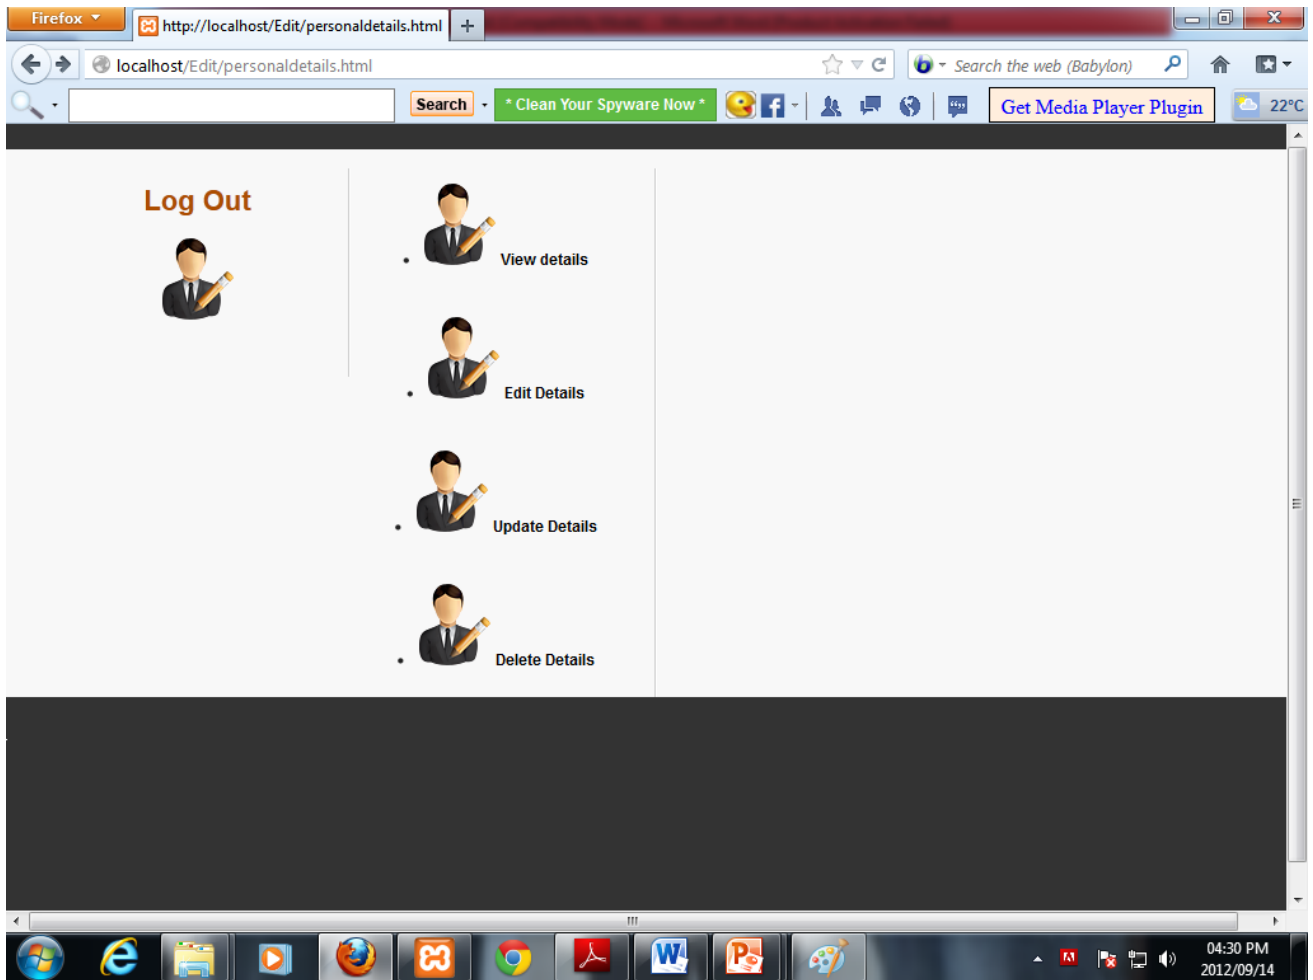 Firefox
http://localhost/Edit/personaldetails.html
localhost/Edit/personaldetails.html
Search the web (Babylon)
Search
* Clean Your Spyware Now *
Get Media Player Plugin
22°C
Log Out
View details
Edit Details
Update Details
Delete Details
04:30 PM
2012/09/14